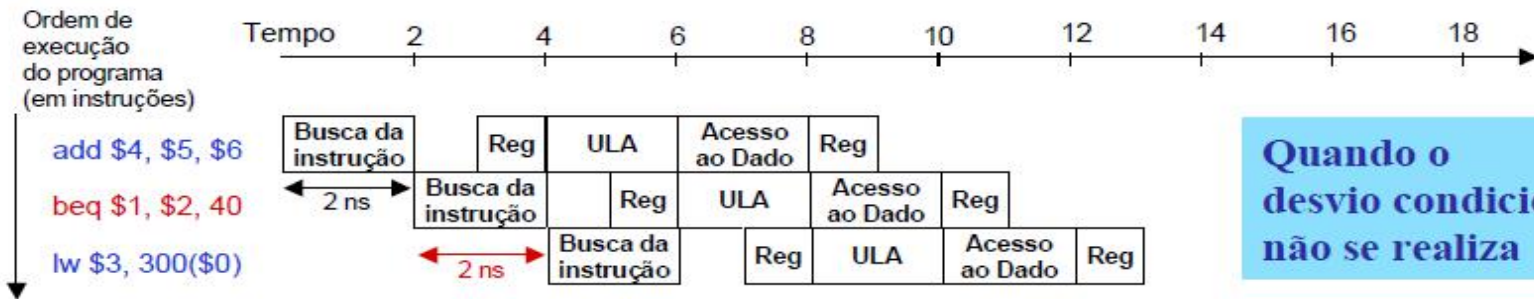 Ordem de
execução
do programa
(em instruções)
Tempo 2 4 6 8 10 12 14 16 18
add $4, $5, $6
Busca da
instrução
Reg
ULA
Acesso
ao Dado
Reg
2 ns
beq $1, $2, 40
Busca da
instrução
Reg
ULA
Acesso
ao Dado
Reg
2 ns
lw $3, 300($0)
Busca da
instrução
Reg
ULA
Acesso
ao Dado
Reg
Quando o
desvio condici
não se realiza